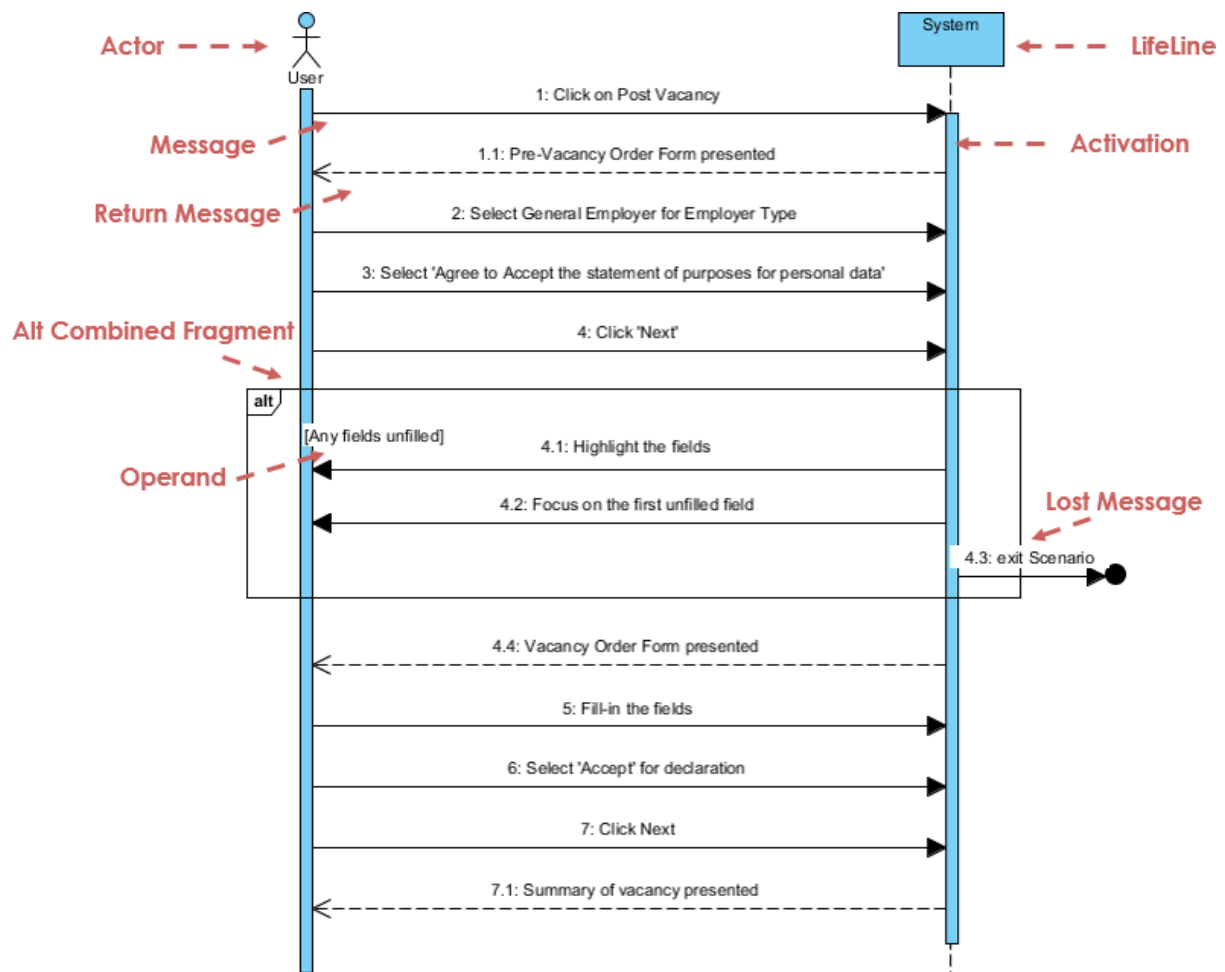 System
Actor
LifeLine
User
1: Click on Post Vacancy
Message
Activation
1.1: Pre-Vacancy Order Form presented
Return Message
2: Select General Employer for Employer Type
3: Select 'Agree to Accept the statement of purposes for personal data'
Alt Combined Fragment
4: Click 'Next'
alt
[Any fields unfilled]
4.1: Highlight the fields
Operand
4.2: Focus on the first unfilled field
Lost Message
4.3: exit Scenario
4.4: Vacancy Order Form presented
5: Fill-in the fields
6: Select 'Accept' for declaration
7: Click Next
7.1: Summary of vacancy presented